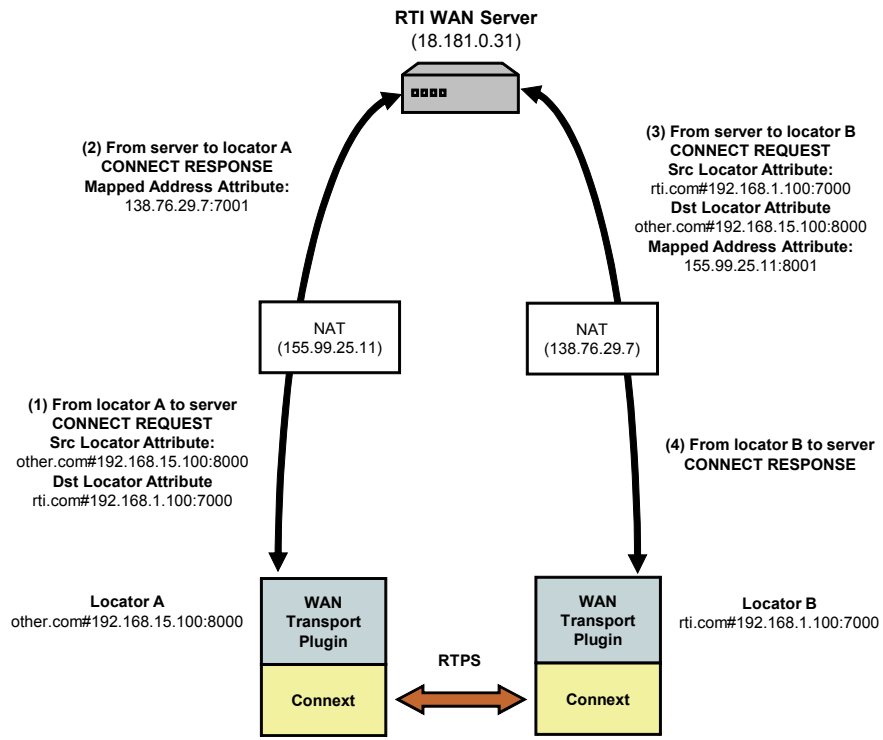 RTI WAN Server
(18.181.0.31)
(2) From server to locator A
CONNECT RESPONSE
Mapped Address Attribute:
138.76.29.7:7001
(3) From server to locator B
CONNECT REQUEST
Src Locator Attribute:
rti.com#192.168.1.100:7000
Dst Locator Attribute
other.com#192.168.15.100:8000
Mapped Address Attribute:
155.99.25.11:8001
NAT
(155.99.25.11)
NAT
(138.76.29.7)
(1) From locator A to server
CONNECT REQUEST
Src Locator Attribute:
other.com#192.168.15.100:8000
Dst Locator Attribute
rti.com#192.168.1.100:7000
(4) From locator B to server
CONNECT RESPONSE
Locator A
other.com#192.168.15.100:8000
WAN
Transport
Plugin
Connext
RTPS
WAN
Transport
Plugin
Connext
Locator B
rti.com#192.168.1.100:7000